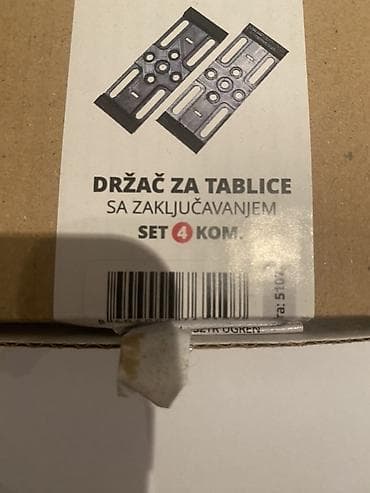 DRŽAČ ZA TABLICE
SA ZAKLJUČAVANJEM
SET 4 KOM.